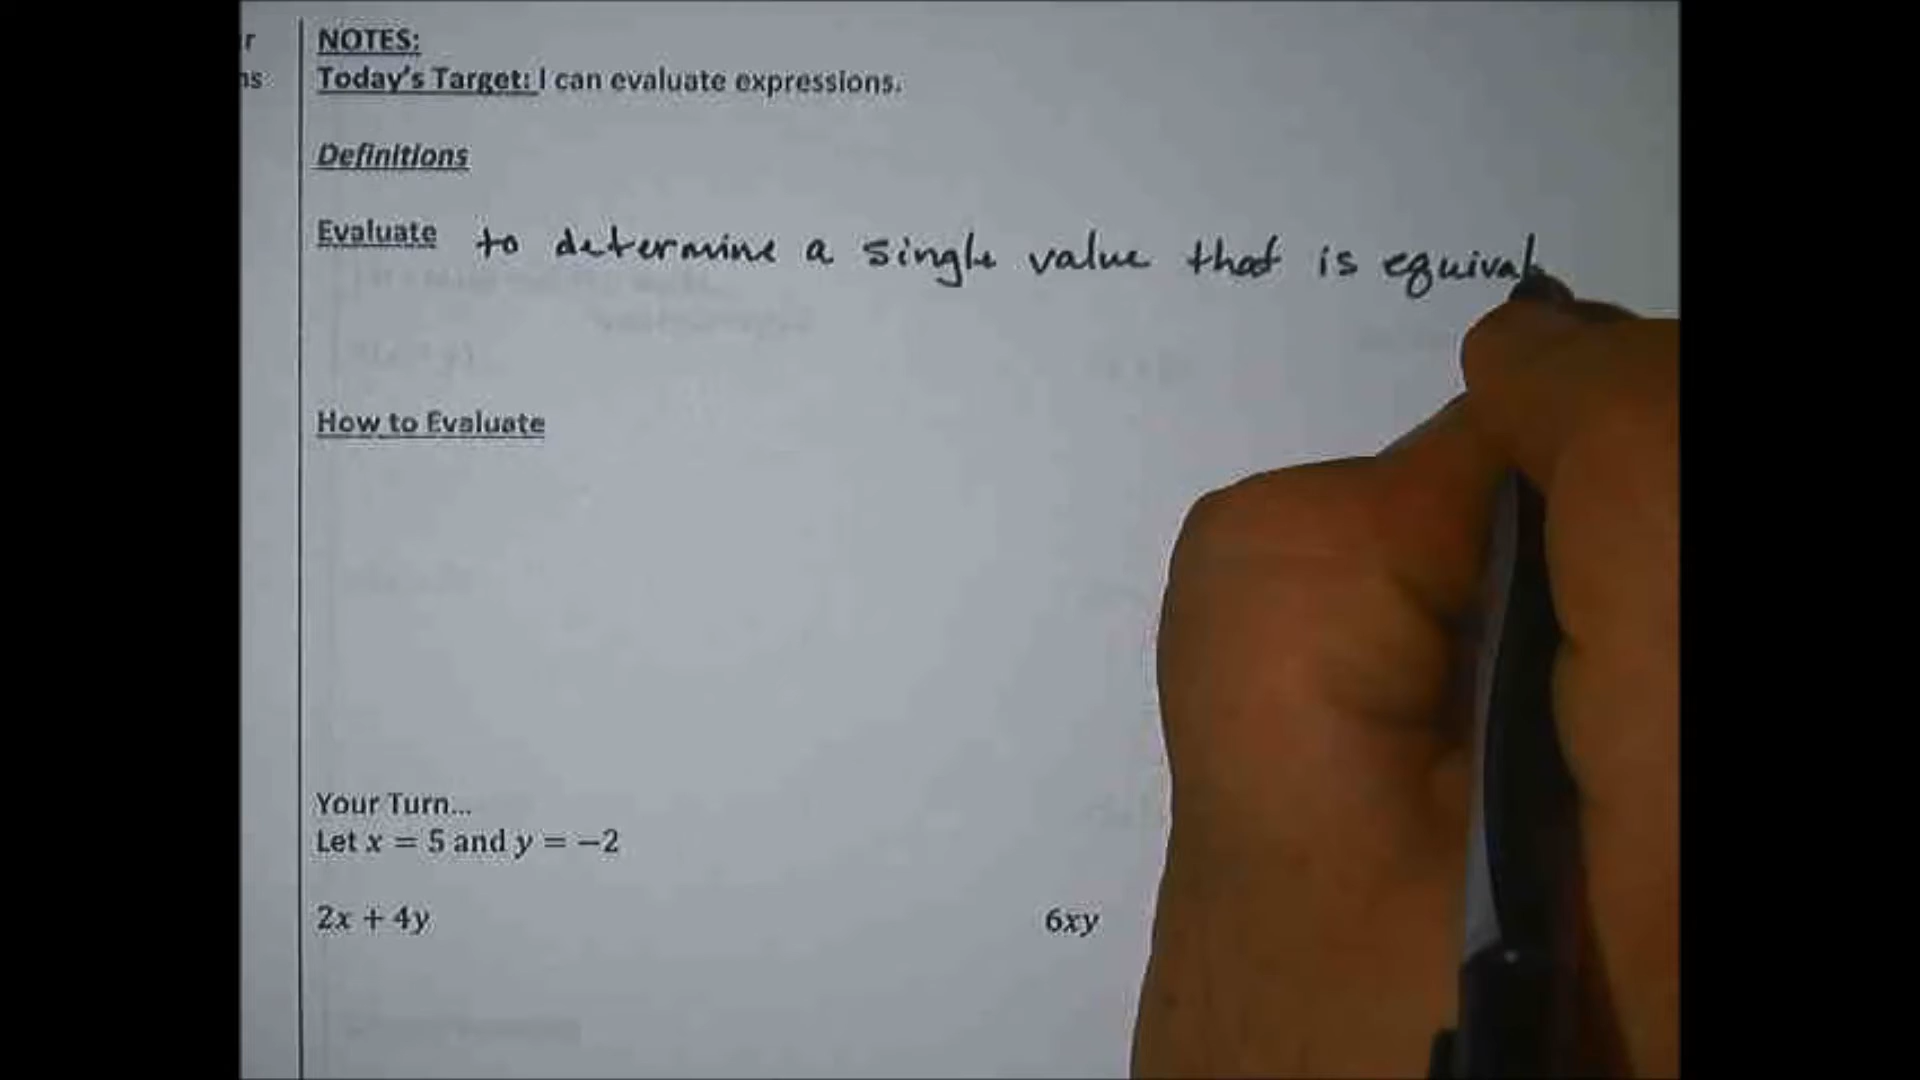 r
ns
NOTES:
Today's Target: I can evaluate expressions.
Definitions
Evaluate to determine a single value that is equival
How to Evaluate
Your Turn...
Let x = 5 and y = −2
2x + 4y
6xy